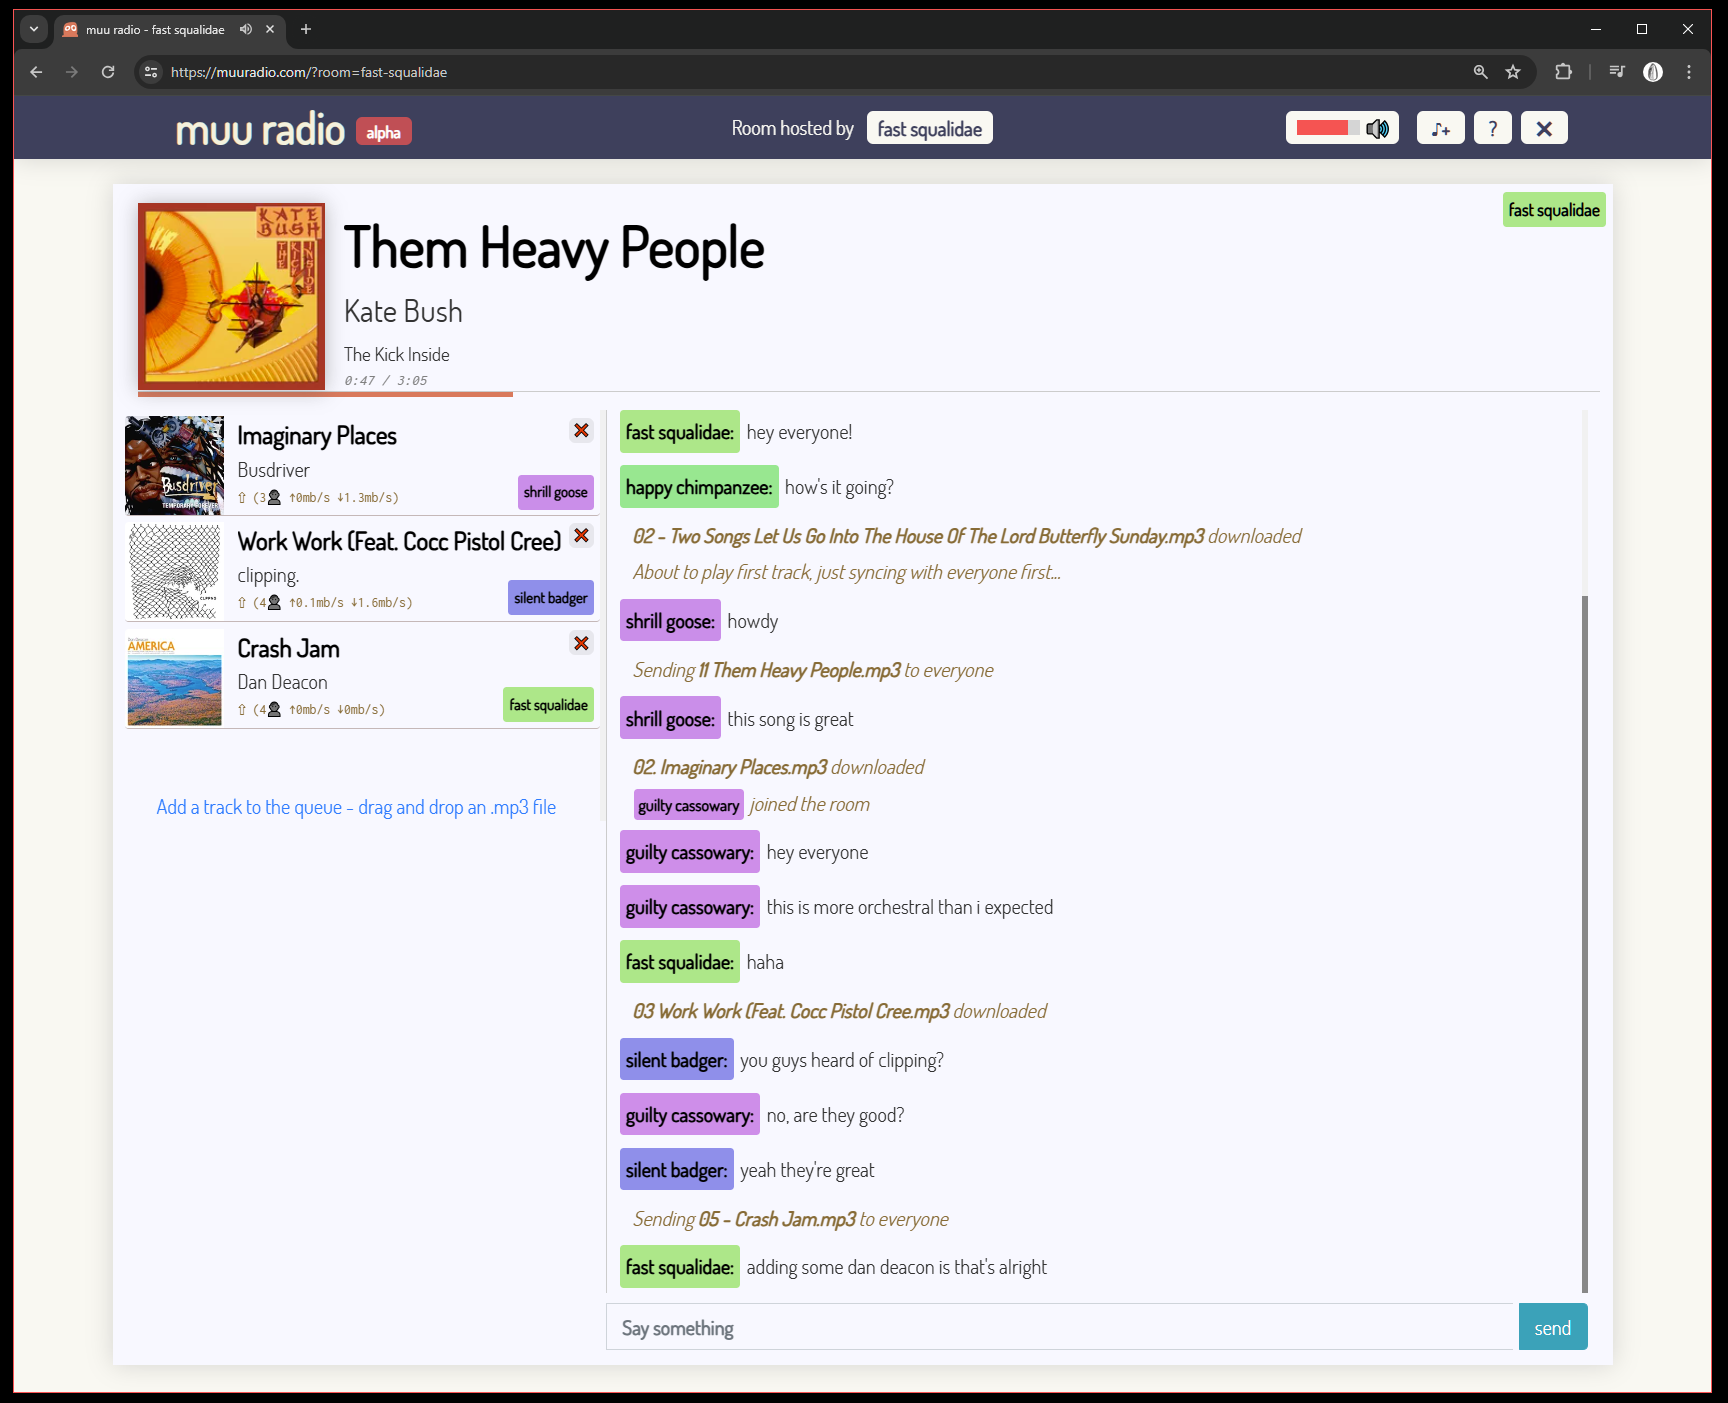 muu radio - fast squalidae
https://muuradio.com/?room=fast-squalidae
muu radio alpha
Room hosted by fast squalidae
♪+ ? ✕
fast squalidae
KATE BUSH
THE KICK INSIDE
Them Heavy People
Kate Bush
The Kick Inside
0:47 / 3:05
Imaginary Places
Busdriver
⇧ (3 ↑0mb/s ↓1.3mb/s)
shrill goose
Busdriver
TEMPORARY FOREVER
Work Work (Feat. Cocc Pistol Cree)
clipping.
⇧ (4 ↑0.1mb/s ↓1.6mb/s)
silent badger
CLPPNG
Crash Jam
Dan Deacon
⇧ (4 ↑0mb/s ↓0mb/s)
fast squalidae
Dan Deacon
AMERICA
Add a track to the queue - drag and drop an .mp3 file
fast squalidae: hey everyone!
happy chimpanzee: how's it going?
02 - Two Songs Let Us Go Into The House Of The Lord Butterfly Sunday.mp3 downloaded
About to play first track, just syncing with everyone first...
shrill goose: howdy
Sending 11 Them Heavy People.mp3 to everyone
shrill goose: this song is great
02. Imaginary Places.mp3 downloaded
guilty cassowary joined the room
guilty cassowary: hey everyone
guilty cassowary: this is more orchestral than i expected
fast squalidae: haha
03 Work Work (Feat. Cocc Pistol Cree.mp3 downloaded
silent badger: you guys heard of clipping?
guilty cassowary: no, are they good?
silent badger: yeah they're great
Sending 05 - Crash Jam.mp3 to everyone
fast squalidae: adding some dan deacon is that's alright
Say something
send